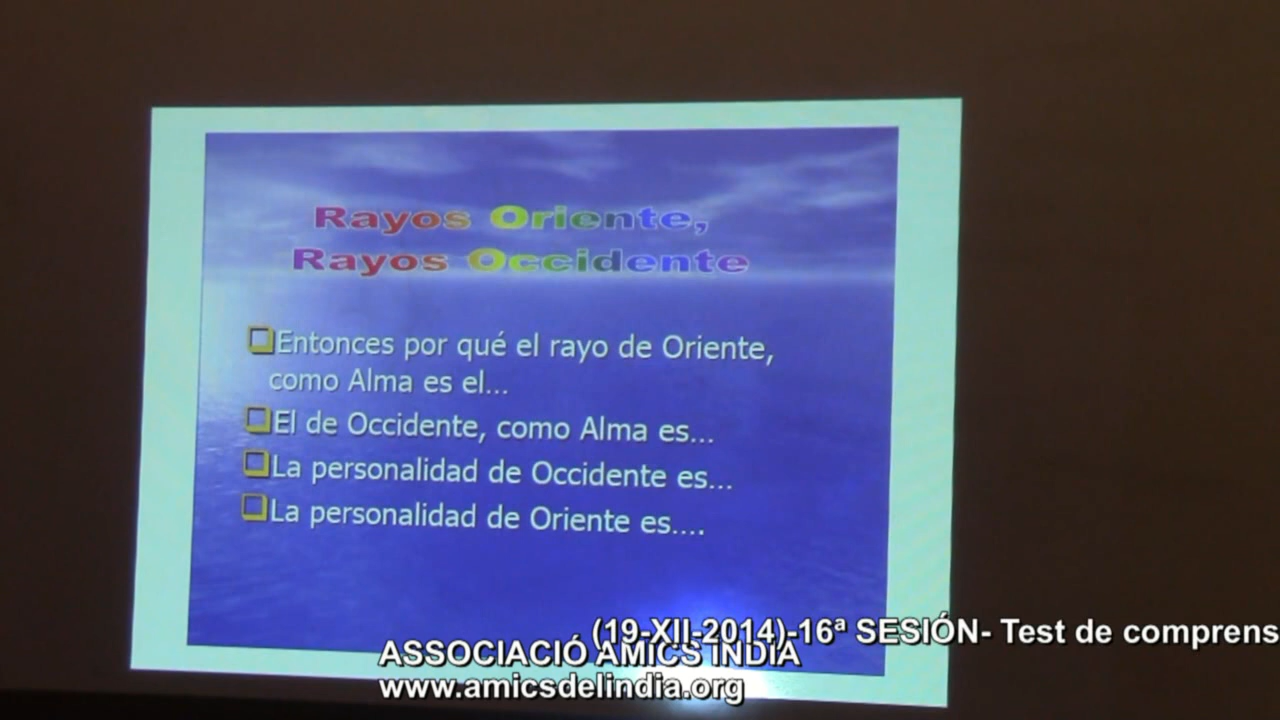 Rayos Oriente,
Rayos Occidente
Entonces por qué el rayo de Oriente,
como Alma es el...
El de Occidente, como Alma es...
La personalidad de Occidente es...
La personalidad de Oriente es....
(19-XII-2014)-16ª SESIÓN- Test de comprens
ASSOCIACIÓ AMICS INDIA
www.amicsdelindia.org